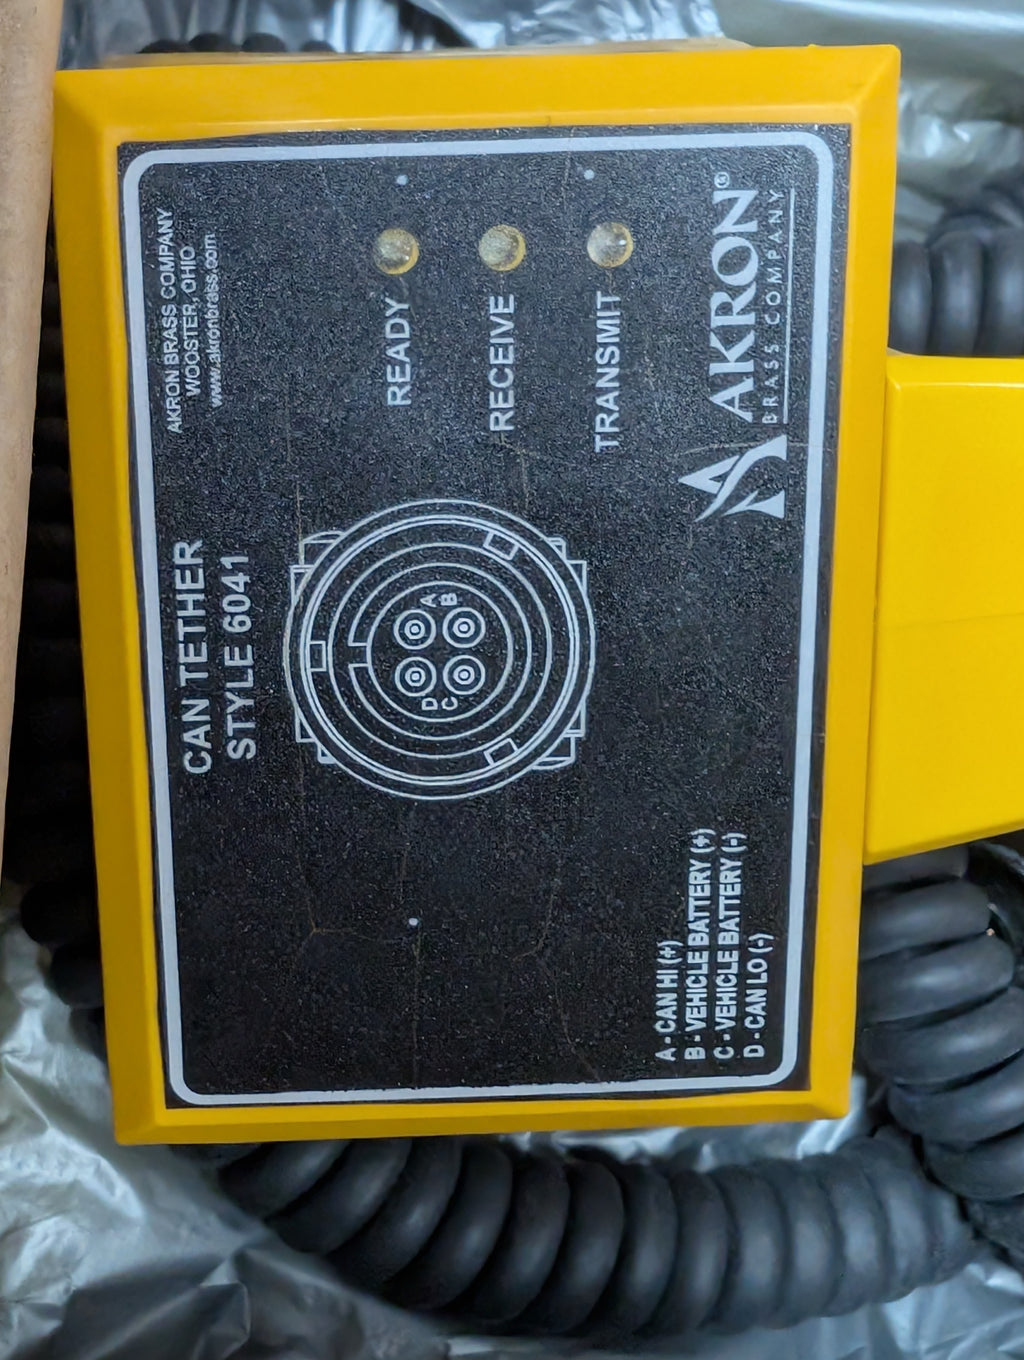 AKRON BRASS COMPANY
WOOSTER, OHIO
www.akronbrass.com
CAN TETHER
STYLE 6041
READY
RECEIVE
TRANSMIT
A
B
D
C
A - CAN HI (+)
B - VEHICLE BATTERY (+)
C - VEHICLE BATTERY (-)
D - CAN LO (-)
AKRON®
BRASS COMPANY